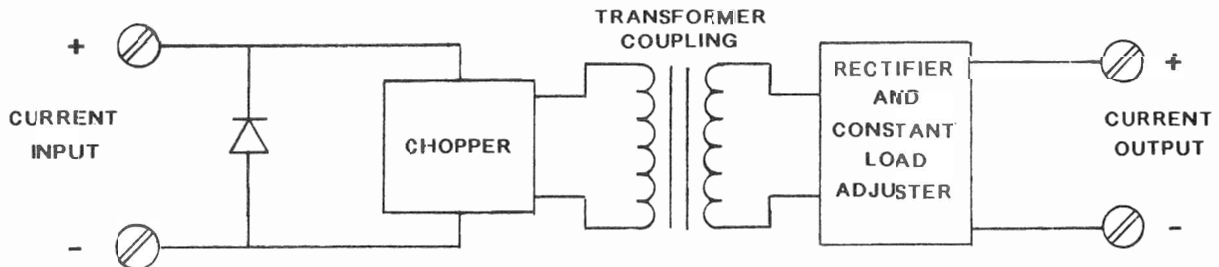 TRANSFORMER
COUPLING
+
CURRENT
INPUT
-
CHOPPER
RECTIFIER
AND
CONSTANT
LOAD
ADJUSTER
+
CURRENT
OUTPUT
-